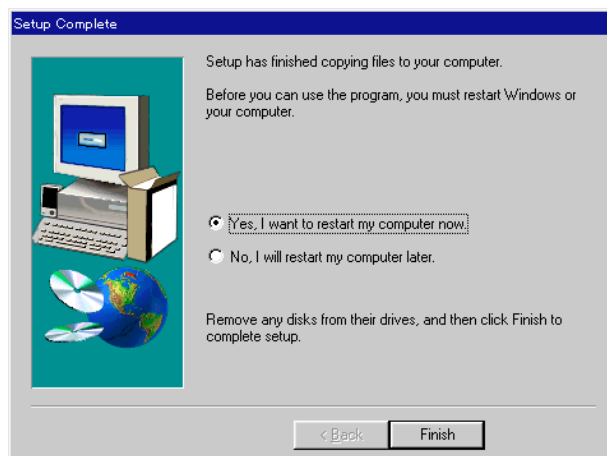 Setup Complete
Setup has finished copying files to your computer.
Before you can use the program, you must restart Windows or
your computer.
Yes, I want to restart my computer now.
No, I will restart my computer later.
Remove any disks from their drives, and then click Finish to
complete setup.
< Back
Finish